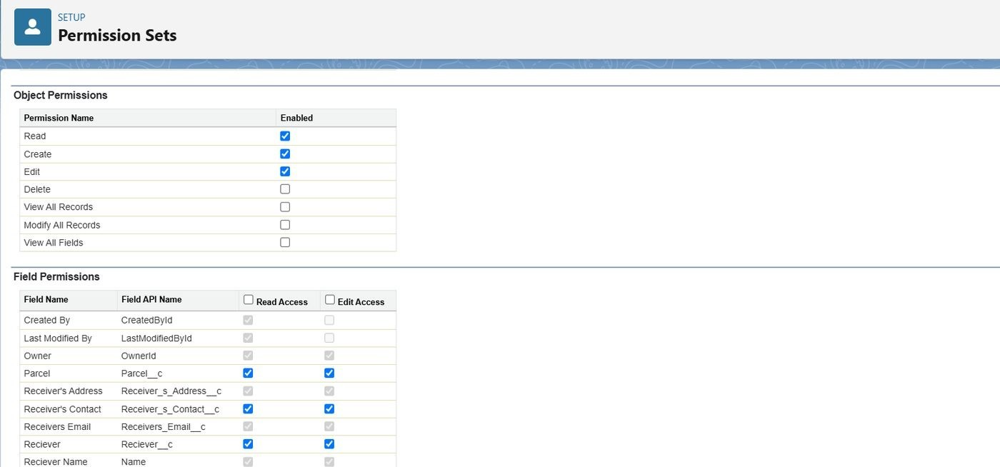 SETUP
Permission Sets
Object Permissions
Permission Name Enabled
Read
Create
Edit
Delete
View All Records
Modify All Records
View All Fields
Field Permissions
Field Name Field API Name Read Access Edit Access
Created By CreatedById
Last Modified By LastModifiedById
Owner OwnerId
Parcel Parcel__c
Receiver's Address Receiver_s_Address__c
Receiver's Contact Receiver_s_Contact__c
Receivers Email Receivers_Email__c
Reciever Reciever__c
Reciever Name Name